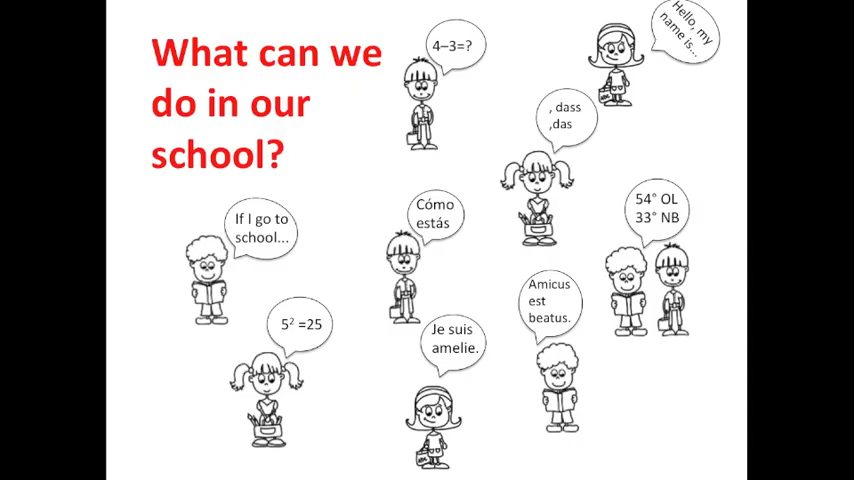 What can we
do in our
school?
4–3=?
Hello, my
name is...
, dass
,das
If I go to
school...
Cómo
estás
54° OL
33° NB
5² =25
Je suis
amelie.
Amicus
est
beatus.